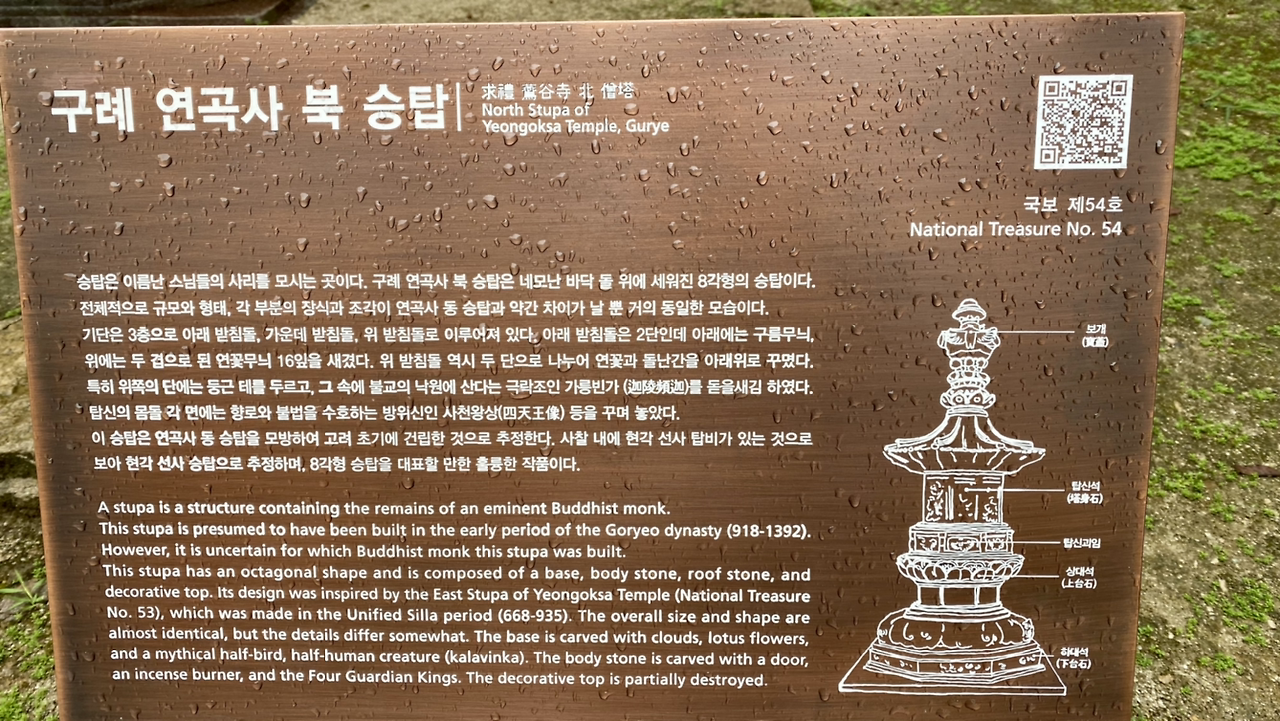 구례 연곡사 북 승탑
求禮 鷰谷寺 北 僧塔
North Stupa of
Yeongoksa Temple, Gurye
국보 제54호
National Treasure No. 54
승탑은 이름난 스님들의 사리를 모시는 곳이다. 구례 연곡사 북 승탑은 네모난 바닥 돌 위에 세워진 8각형의 승탑이다.
전체적으로 규모와 형태, 각 부분의 장식과 조각이 연곡사 동 승탑과 약간 차이가 날 뿐 거의 동일한 모습이다.
기단은 3층으로 아래 받침돌, 가운데 받침돌, 위 받침돌로 이루어져 있다. 아래 받침돌은 2단인데 아래에는 구름무늬,
위에는 두 겹으로 된 연꽃무늬 16잎을 새겼다. 위 받침돌 역시 두 단으로 나누어 연꽃과 돌난간을 아래위로 꾸몄다.
특히 위쪽의 단에는 둥근 테를 두르고, 그 속에 불교의 낙원에 산다는 극락조인 가릉빈가 (迦陵頻迦)를 돋을새김 하였다.
탑신의 몸돌 각 면에는 향로와 불법을 수호하는 방위신인 사천왕상(四天王像) 등을 꾸며 놓았다.
이 승탑은 연곡사 동 승탑을 모방하여 고려 초기에 건립한 것으로 추정한다. 사찰 내에 현각 선사 탑비가 있는 것으로
보아 현각 선사 승탑으로 추정하며, 8각형 승탑을 대표할 만한 훌륭한 작품이다.
A stupa is a structure containing the remains of an eminent Buddhist monk.
This stupa is presumed to have been built in the early period of the Goryeo dynasty (918-1392).
However, it is uncertain for which Buddhist monk this stupa was built.
This stupa has an octagonal shape and is composed of a base, body stone, roof stone, and
decorative top. Its design was inspired by the East Stupa of Yeongoksa Temple (National Treasure
No. 53), which was made in the Unified Silla period (668-935). The overall size and shape are
almost identical, but the details differ somewhat. The base is carved with clouds, lotus flowers,
and a mythical half-bird, half-human creature (kalavinka). The body stone is carved with a door,
an incense burner, and the Four Guardian Kings. The decorative top is partially destroyed.
보개
(寶蓋)
탑신석
(塔身石)
탑신괴임
상대석
(上台石)
하대석
(下台石)